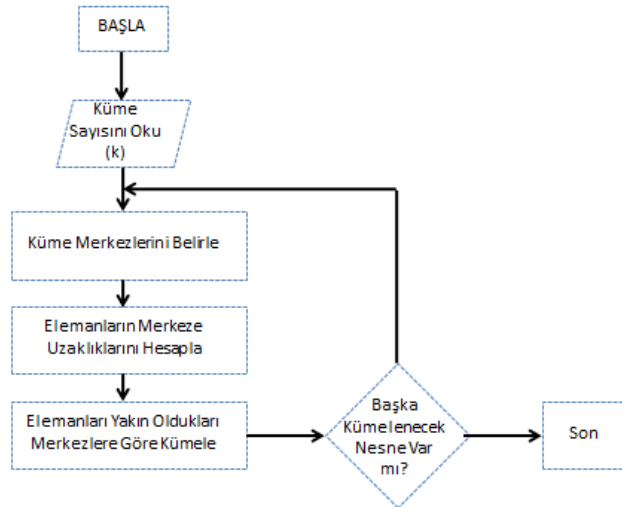 BAŞLA
Küme
Sayısını Oku
(k)
Küme Merkezlerini Belirle
Elemanların Merkeze
Uzaklıklarını Hesapla
Elemanları Yakın Oldukları
Merkezlere Göre Kümele
Başka
Kümelenecek
Nesne Var
mı?
Son